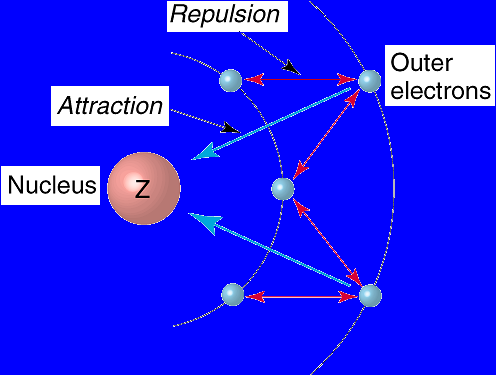 Repulsion
Outer
electrons
Attraction
Nucleus
Z